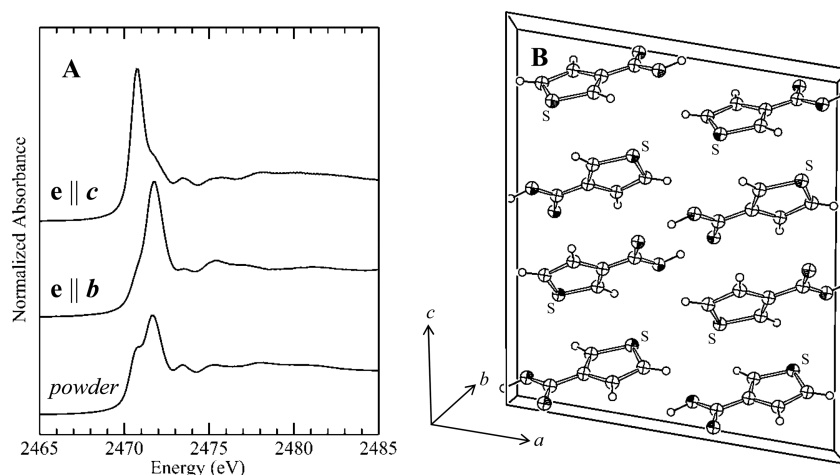 A
e || c
e || b
powder
Normalized Absorbance
2465 2470 2475 2480 2485
Energy (eV)
B
S
S
S
S
S
S
S
S
c
b
a